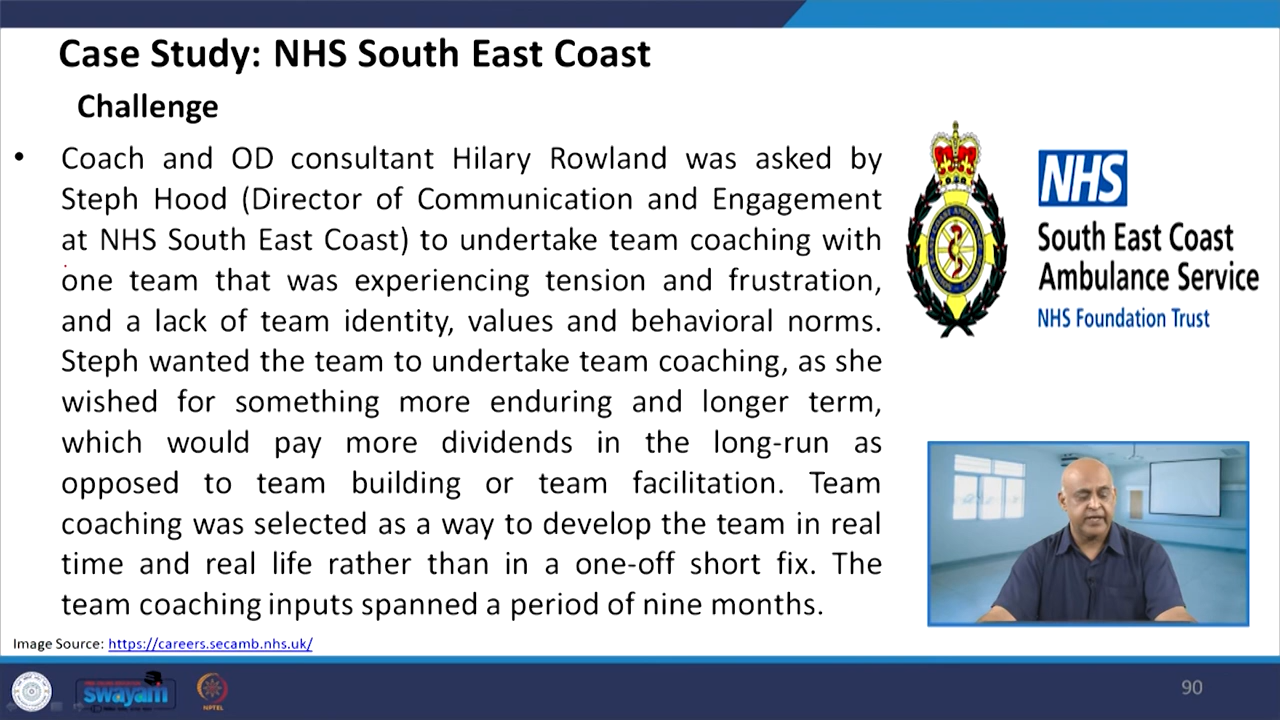 Case Study: NHS South East Coast
Challenge
• Coach and OD consultant Hilary Rowland was asked by
Steph Hood (Director of Communication and Engagement
at NHS South East Coast) to undertake team coaching with
one team that was experiencing tension and frustration,
and a lack of team identity, values and behavioral norms.
Steph wanted the team to undertake team coaching, as she
wished for something more enduring and longer term,
which would pay more dividends in the long-run as
opposed to team building or team facilitation. Team
coaching was selected as a way to develop the team in real
time and real life rather than in a one-off short fix. The
team coaching inputs spanned a period of nine months.
NHS
South East Coast
Ambulance Service
NHS Foundation Trust
Image Source: https://careers.secamb.nhs.uk/
swayam
NPTEL
90